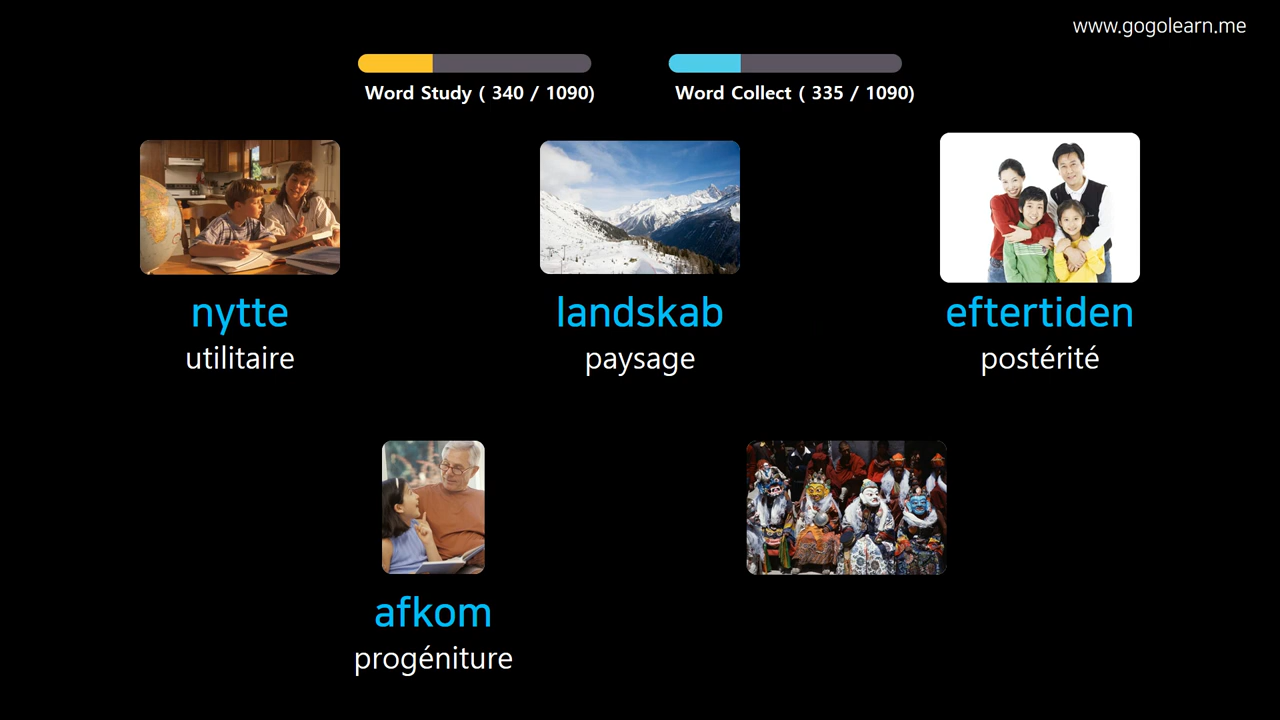 www.gogolearn.me
Word Study ( 340 / 1090)
Word Collect ( 335 / 1090)
nytte
utilitaire
landskab
paysage
eftertiden
postérité
afkom
progéniture